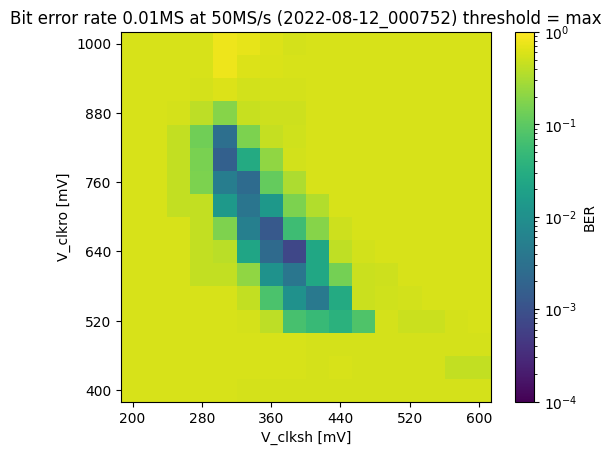 Bit error rate 0.01MS at 50MS/s (2022-08-12_000752) threshold = max
1000
880
760
640
520
400
V_clkro [mV]
200 280 360 440 520 600
V_clksh [mV]
10^0
10^-1
10^-2
10^-3
10^-4
BER